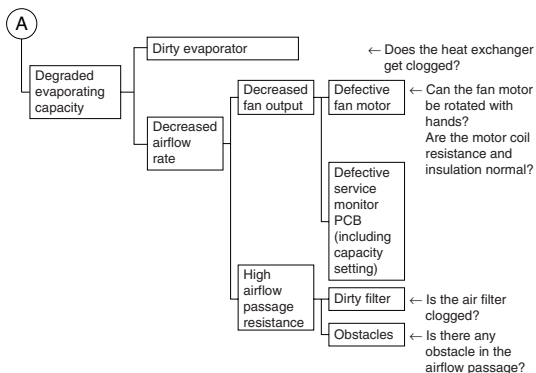 A
Dirty evaporator
← Does the heat exchanger
get clogged?
Degraded
evaporating
capacity
Decreased
fan output
Defective
fan motor
← Can the fan motor
be rotated with
hands?
Are the motor coil
resistance and
insulation normal?
Decreased
airflow
rate
Defective
service
monitor
PCB
(including
capacity
setting)
High
airflow
passage
resistance
Dirty filter
← Is the air filter
clogged?
Obstacles
← Is there any
obstacle in the
airflow passage?